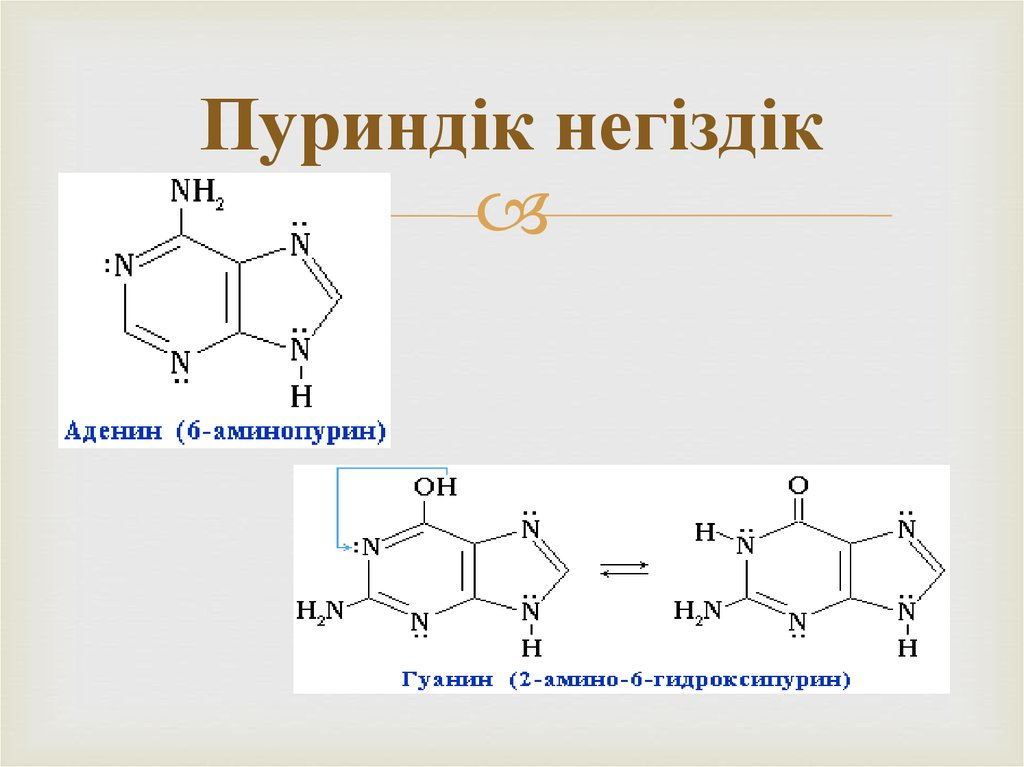 Пуриндік негіздік
NH2
N
:N
N
N
H
Аденин (6-аминопурин)
OH
O
N
H
N
N
:N
N
H2N
N
N
H2N
N
N
H
H
Гуанин (2-амино-6-гидроксипурин)